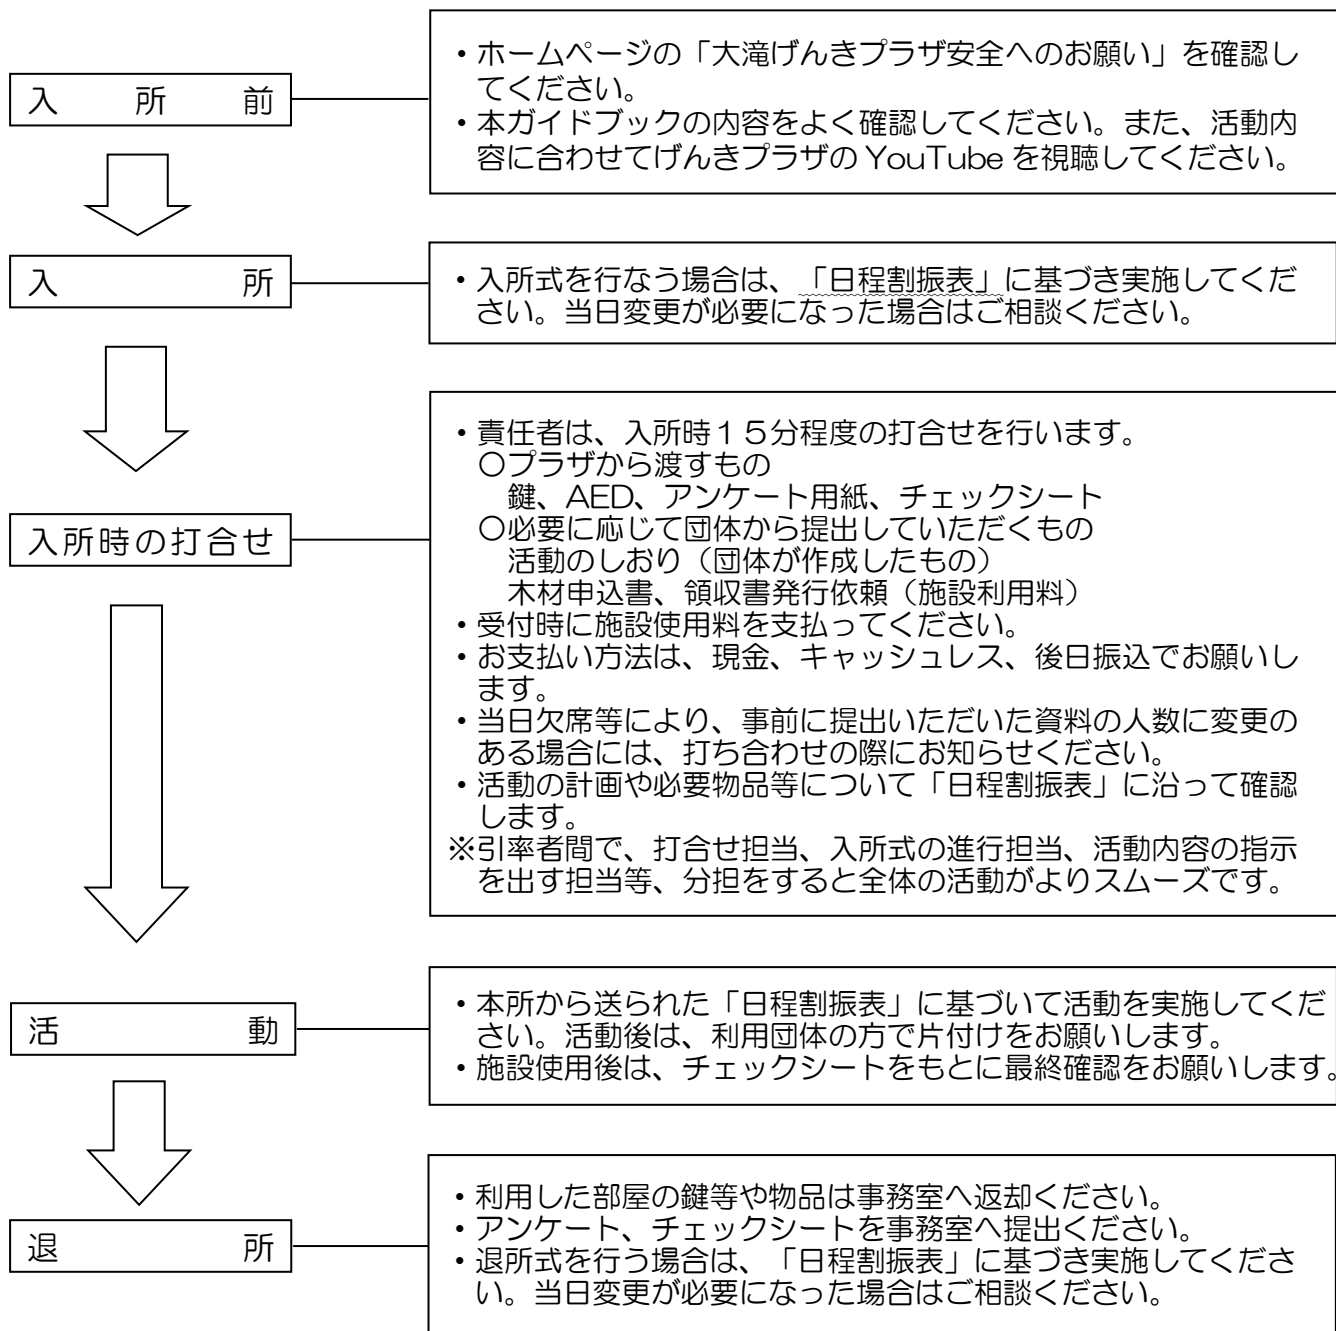 入所前
・ホームページの「大滝げんきプラザ安全へのお願い」を確認し
てください。
・本ガイドブックの内容をよく確認してください。また、活動内
容に合わせてげんきプラザの YouTube を視聴してください。
入所
・入所式を行なう場合は、「日程割振表」に基づき実施してくだ
さい。当日変更が必要になった場合はご相談ください。
入所時の打合せ
・責任者は、入所時１５分程度の打合せを行います。
○プラザから渡すもの
鍵、AED、アンケート用紙、チェックシート
○必要に応じて団体から提出していただくもの
活動のしおり（団体が作成したもの）
木材申込書、領収書発行依頼（施設利用料）
・受付時に施設使用料を支払ってください。
・お支払い方法は、現金、キャッシュレス、後日振込でお願いし
ます。
・当日欠席等により、事前に提出いただいた資料の人数に変更の
ある場合には、打ち合わせの際にお知らせください。
・活動の計画や必要物品等について「日程割振表」に沿って確認
します。
※引率者間で、打合せ担当、入所式の進行担当、活動内容の指示
を出す担当等、分担をすると全体の活動がよりスムーズです。
活動
・本所から送られた「日程割振表」に基づいて活動を実施してくだ
さい。活動後は、利用団体の方で片付けをお願いします。
・施設使用後は、チェックシートをもとに最終確認をお願いします。
退所
・利用した部屋の鍵等や物品は事務室へ返却ください。
・アンケート、チェックシートを事務室へ提出ください。
・退所式を行う場合は、「日程割振表」に基づき実施してくださ
い。当日変更が必要になった場合はご相談ください。